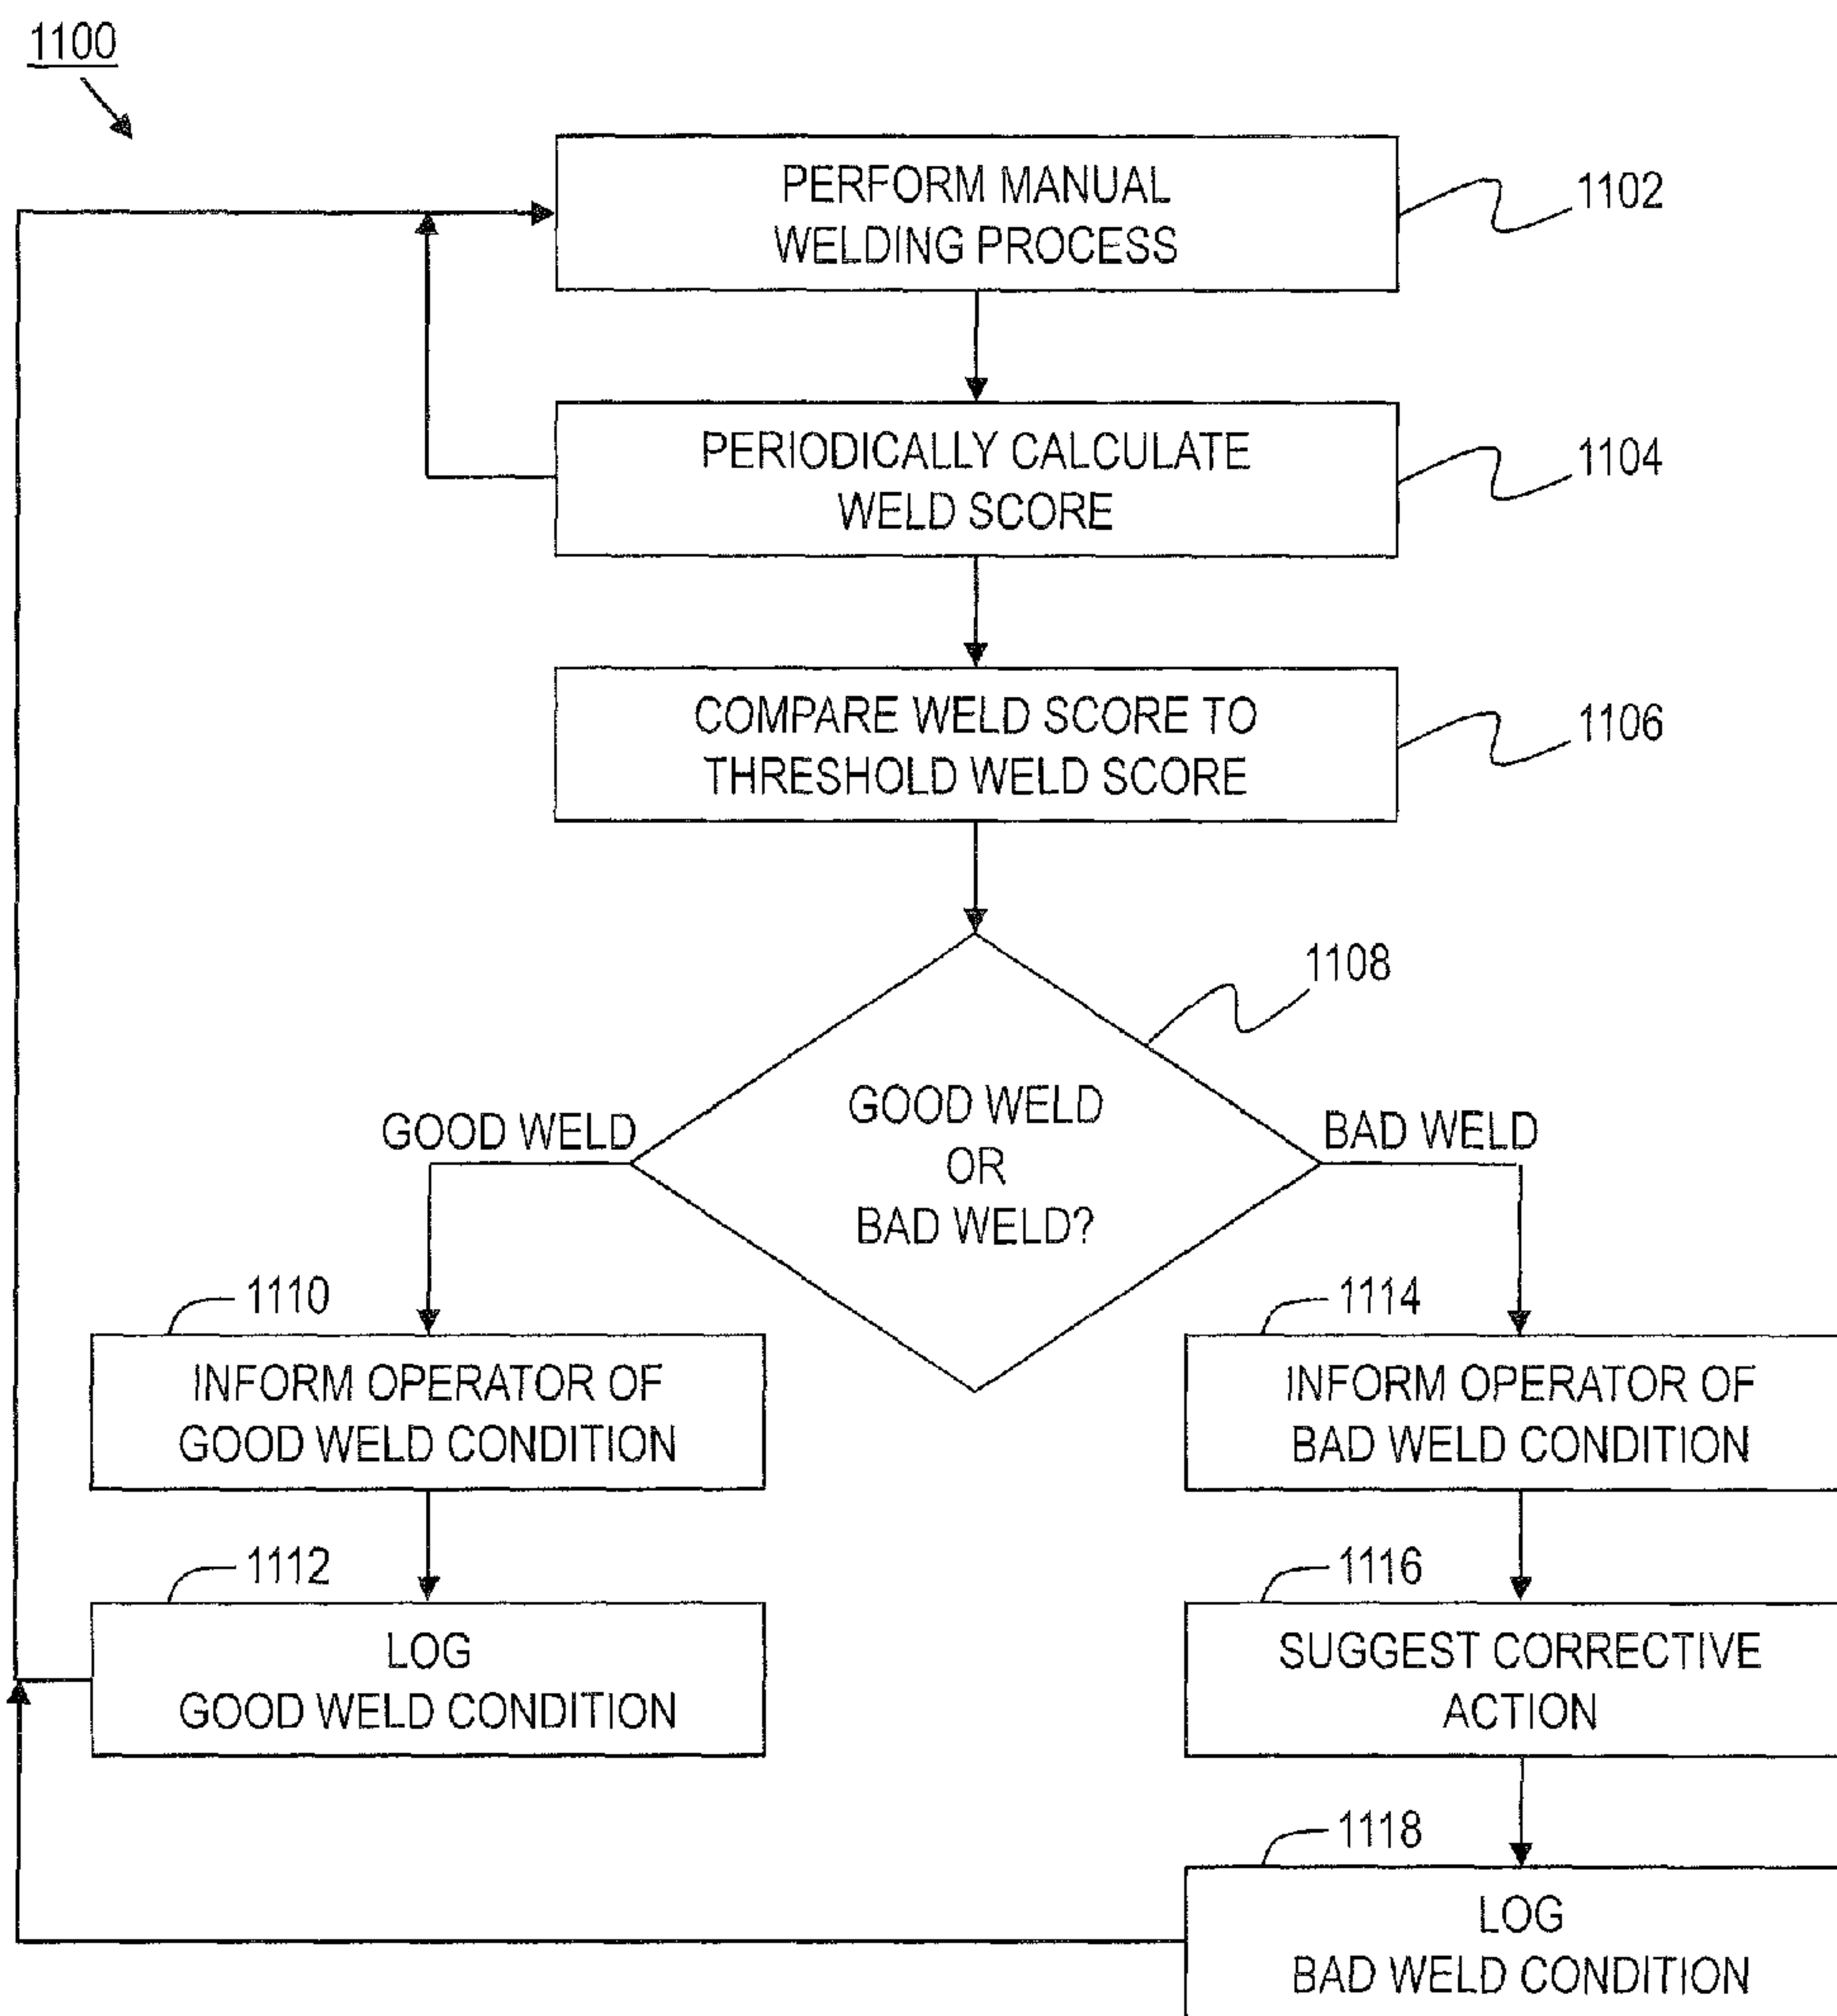 1100
PERFORM MANUAL
WELDING PROCESS
1102
PERIODICALLY CALCULATE
WELD SCORE
1104
COMPARE WELD SCORE TO
THRESHOLD WELD SCORE
1106
1108
GOOD WELD
OR
BAD WELD?
GOOD WELD
BAD WELD
1110
INFORM OPERATOR OF
GOOD WELD CONDITION
1112
LOG
GOOD WELD CONDITION
1114
INFORM OPERATOR OF
BAD WELD CONDITION
1116
SUGGEST CORRECTIVE
ACTION
1118
LOG
BAD WELD CONDITION